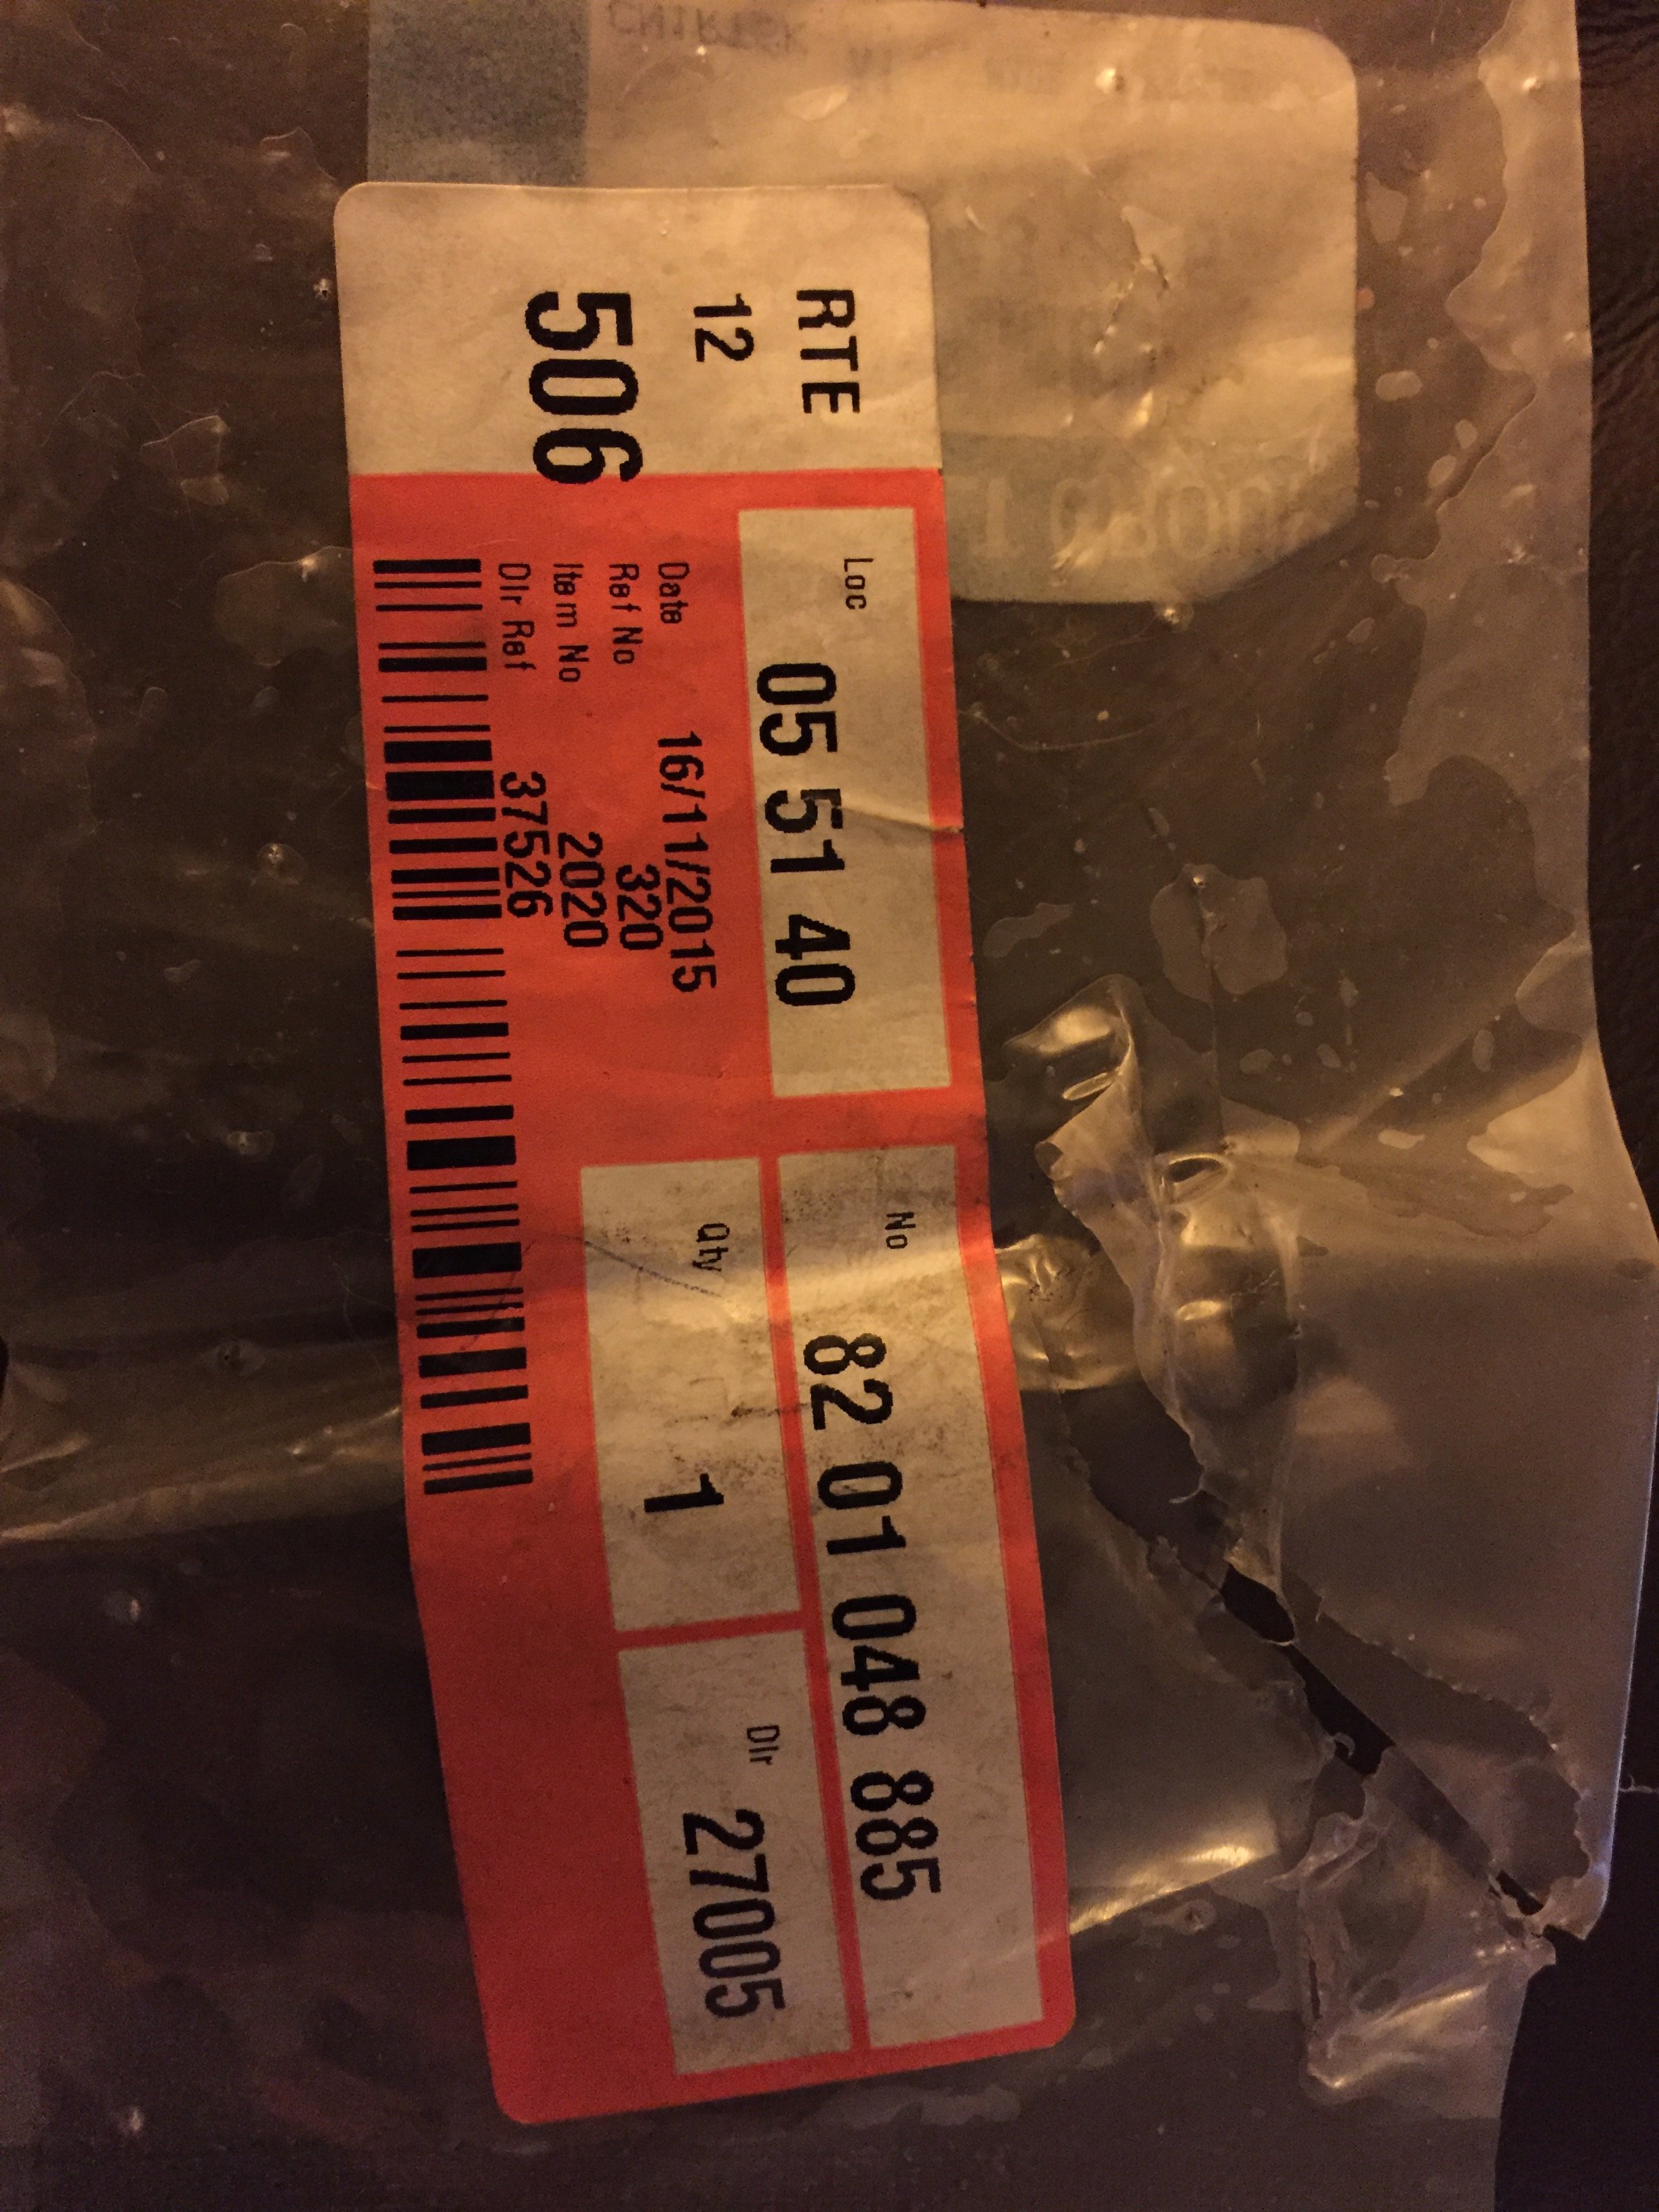 RTE
12
506
Loc 05 51 40
Date 16/11/2015
Ref No 320
Item No 2020
Dlr Ref 37526
No 82 01 048 885
Qty 1
Dlr 27005